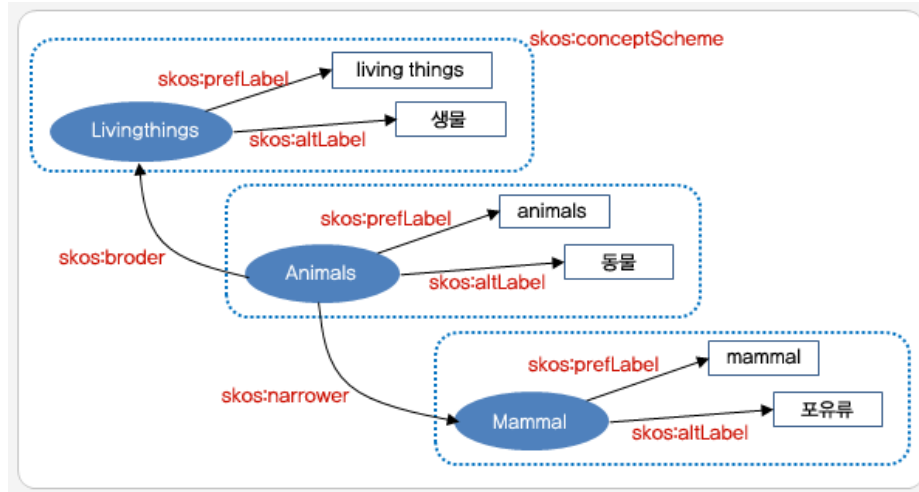 skos:conceptScheme
skos:prefLabel
living things
Livingthings
생물
skos:altLabel
skos:broder
skos:prefLabel
animals
Animals
동물
skos:altLabel
skos:narrower
skos:prefLabel
mammal
Mammal
포유류
skos:altLabel